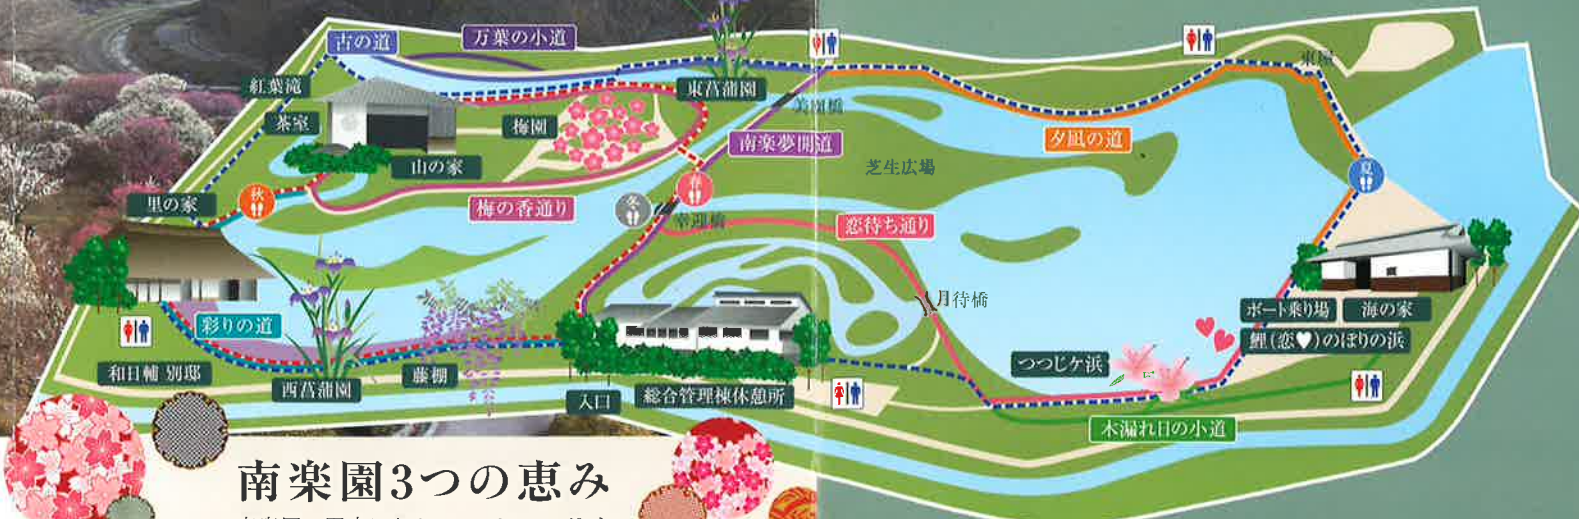 古の道
万葉の小道
紅葉滝
茶室
梅園
東菖蒲園
美園橋
東屋
南楽夢開道
夕凪の道
芝生広場
山の家
里の家
秋
梅の香通り
冬
春
夏
幸運橋
恋待ち通り
月待橋
彩りの道
ボート乗り場
海の家
鯉(恋♥)のぼりの浜
つつじケ浜
和日輔 別邸
西菖蒲園
藤棚
入口
総合管理棟休憩所
木漏れ日の小道
南楽園3つの恵み